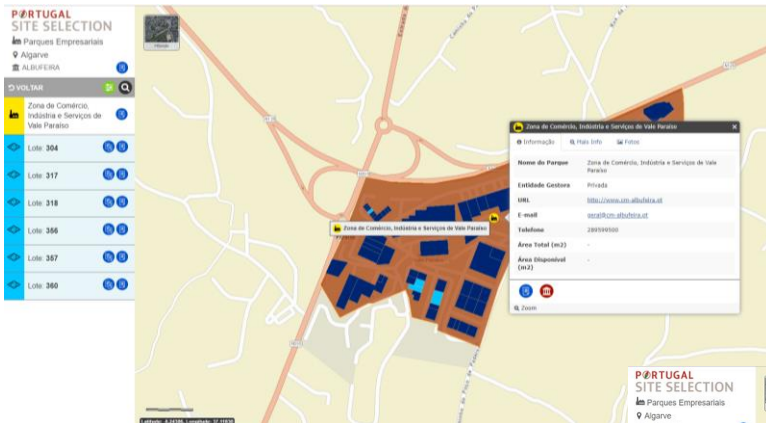 PORTUGAL
SITE SELECTION
Parques Empresariais
Algarve
ALBUFEIRA
VOLTAR
Zona de Comércio,
Indústria e Serviços de
Vale Paraíso
Lote: 304
Lote: 317
Lote: 318
Lote: 356
Lote: 357
Lote: 360
Zona de Comércio, Indústria e Serviços de Vale Paraíso
Zona de Comércio, Indústria e Serviços de Vale Paraíso
Informação
Mais Info
Fotos
Nome do Parque
Zona de Comércio, Indústria e Serviços de Vale
Paraíso
Entidade Gestora
Privada
URL
http://www.cm-albufeira.pt
E-mail
geral@cm-albufeira.pt
Telefone
289599500
Área Total (m2)
-
Área Disponível
(m2)
-
Zoom
PORTUGAL
SITE SELECTION
Parques Empresariais
Algarve